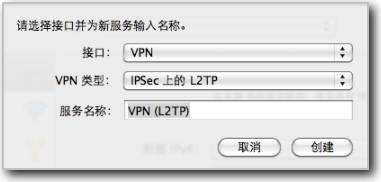 请选择接口并为新服务输入名称。
接口： VPN
VPN 类型： IPSec 上的 L2TP
服务名称： VPN (L2TP)
取消 创建